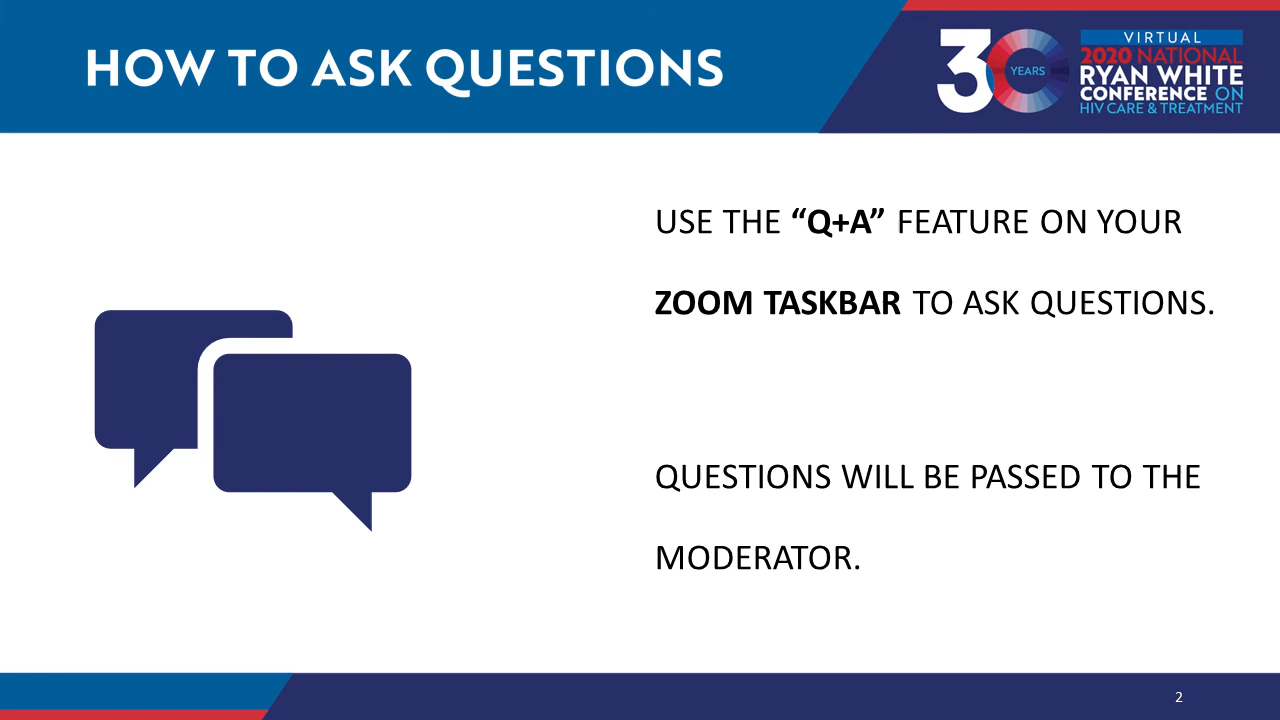 HOW TO ASK QUESTIONS
30
YEARS
VIRTUAL
2020 NATIONAL
RYAN WHITE
CONFERENCE ON
HIV CARE & TREATMENT
USE THE “Q+A” FEATURE ON YOUR
ZOOM TASKBAR TO ASK QUESTIONS.
QUESTIONS WILL BE PASSED TO THE
MODERATOR.
2